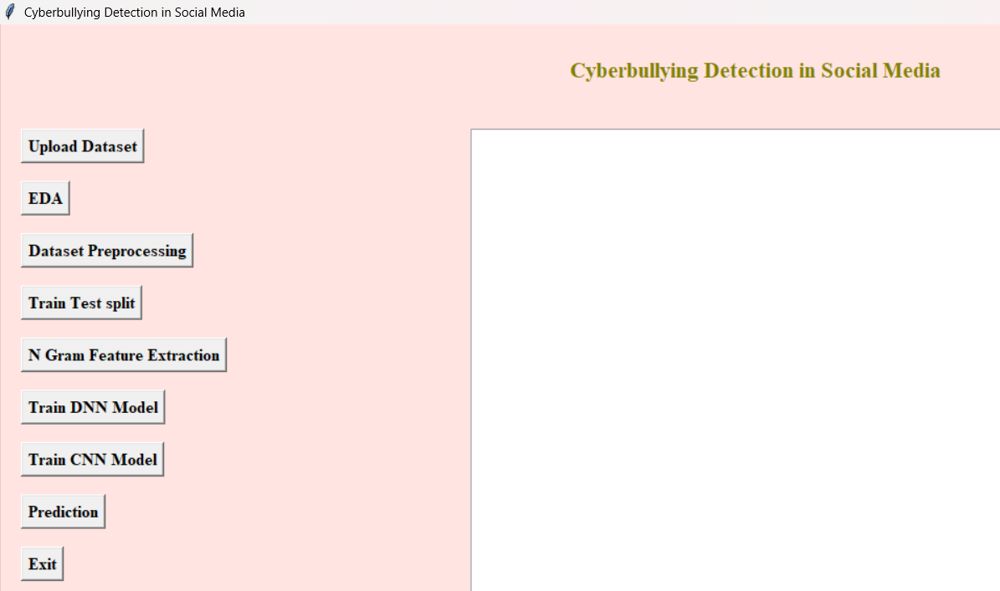 Cyberbullying Detection in Social Media
Cyberbullying Detection in Social Media
Upload Dataset
EDA
Dataset Preprocessing
Train Test split
N Gram Feature Extraction
Train DNN Model
Train CNN Model
Prediction
Exit